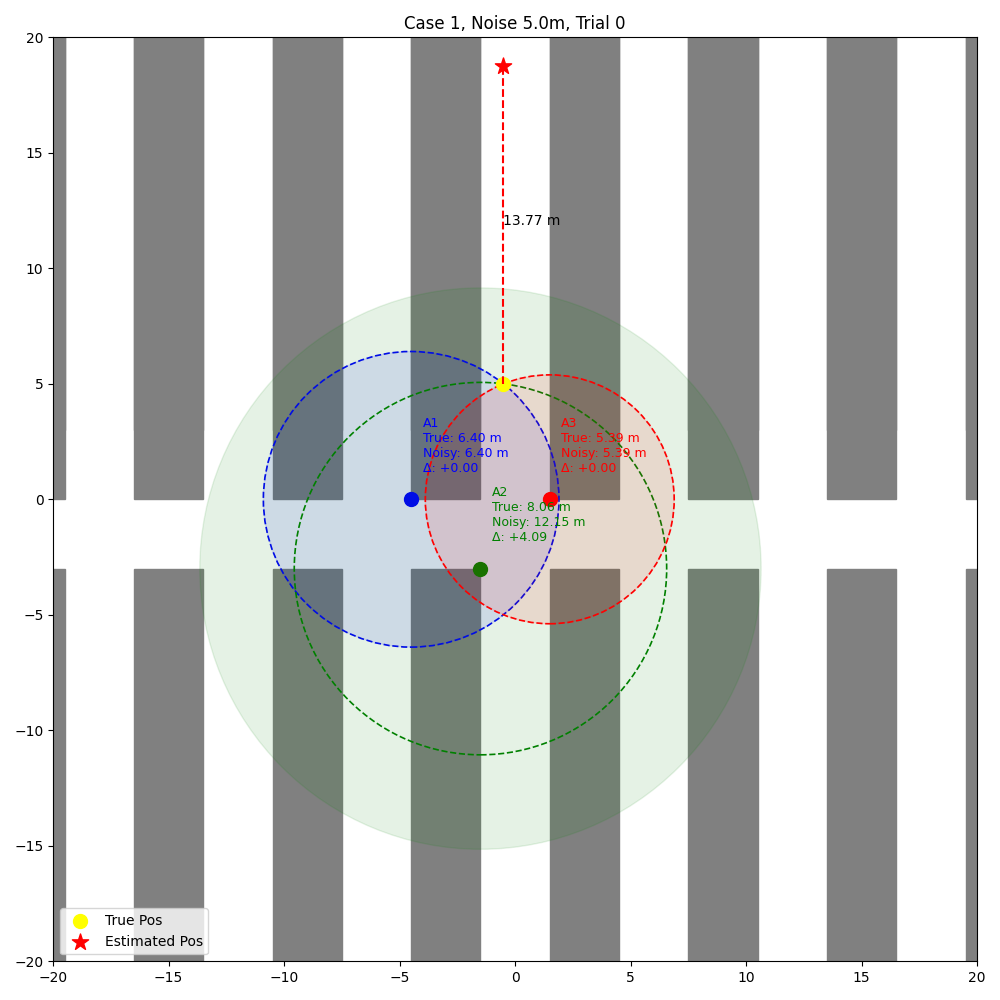 Case 1, Noise 5.0m, Trial 0
20
15
10
5
0
−5
−10
−15
−20
13.77 m
A1
True: 6.40 m
Noisy: 6.40 m
Δ: +0.00
A3
True: 5.39 m
Noisy: 5.39 m
Δ: +0.00
A2
True: 8.06 m
Noisy: 12.15 m
Δ: +4.09
True Pos
Estimated Pos
−20 −15 −10 −5 0 5 10 15 20